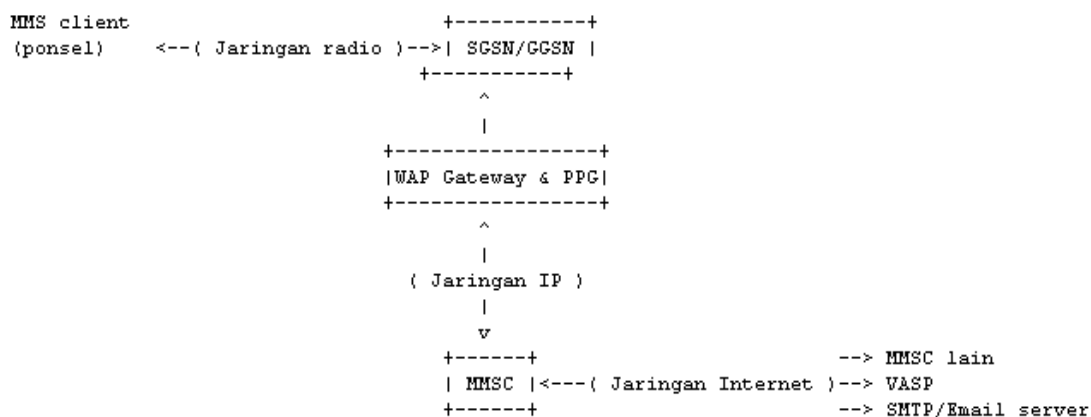 MMS client                                  +-----------+
(ponsel)     <--( Jaringan radio )-->| SGSN/GGSN |
+-----------+
^
|
+-----------------+
|WAP Gateway & PPG|
+-----------------+
^
|
( Jaringan IP )
|
v
+------+                          --> MMSC lain
| MMSC |<---( Jaringan Internet )--> VASP
+------+                          --> SMTP/Email server